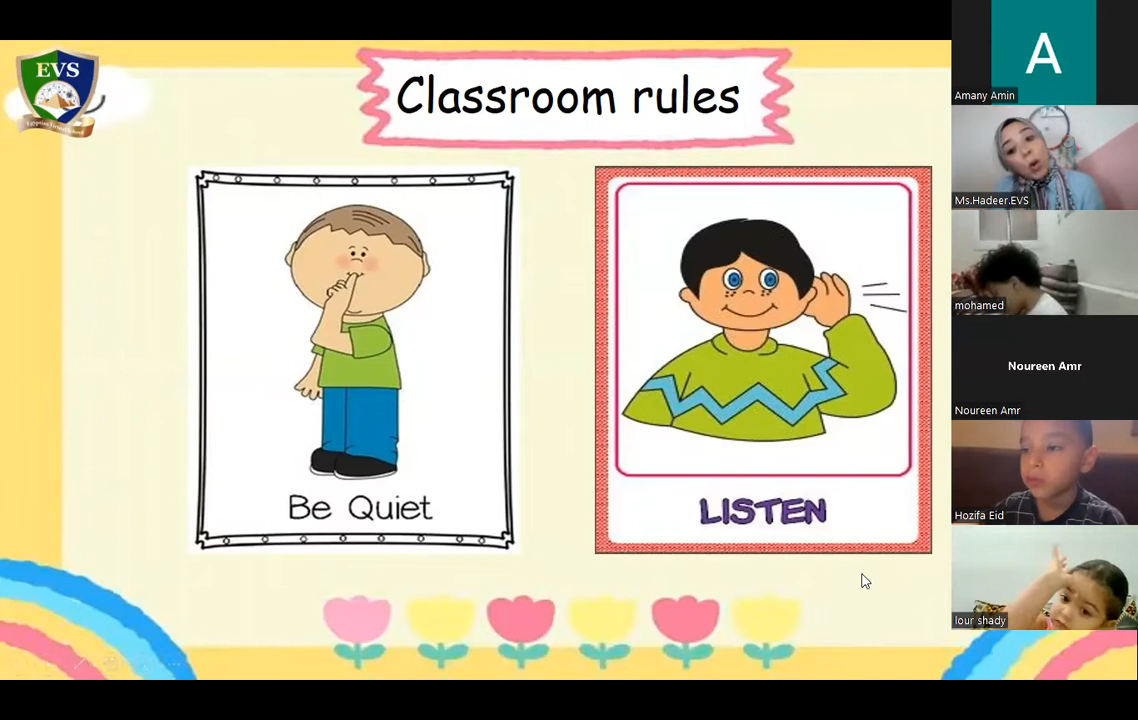 EVS
Classroom rules
Be Quiet
LISTEN
A
Amany Amin
Ms.Hadeer.EVS
mohamed
Noureen Amr
Noureen Amr
Hozifa Eid
lour shady